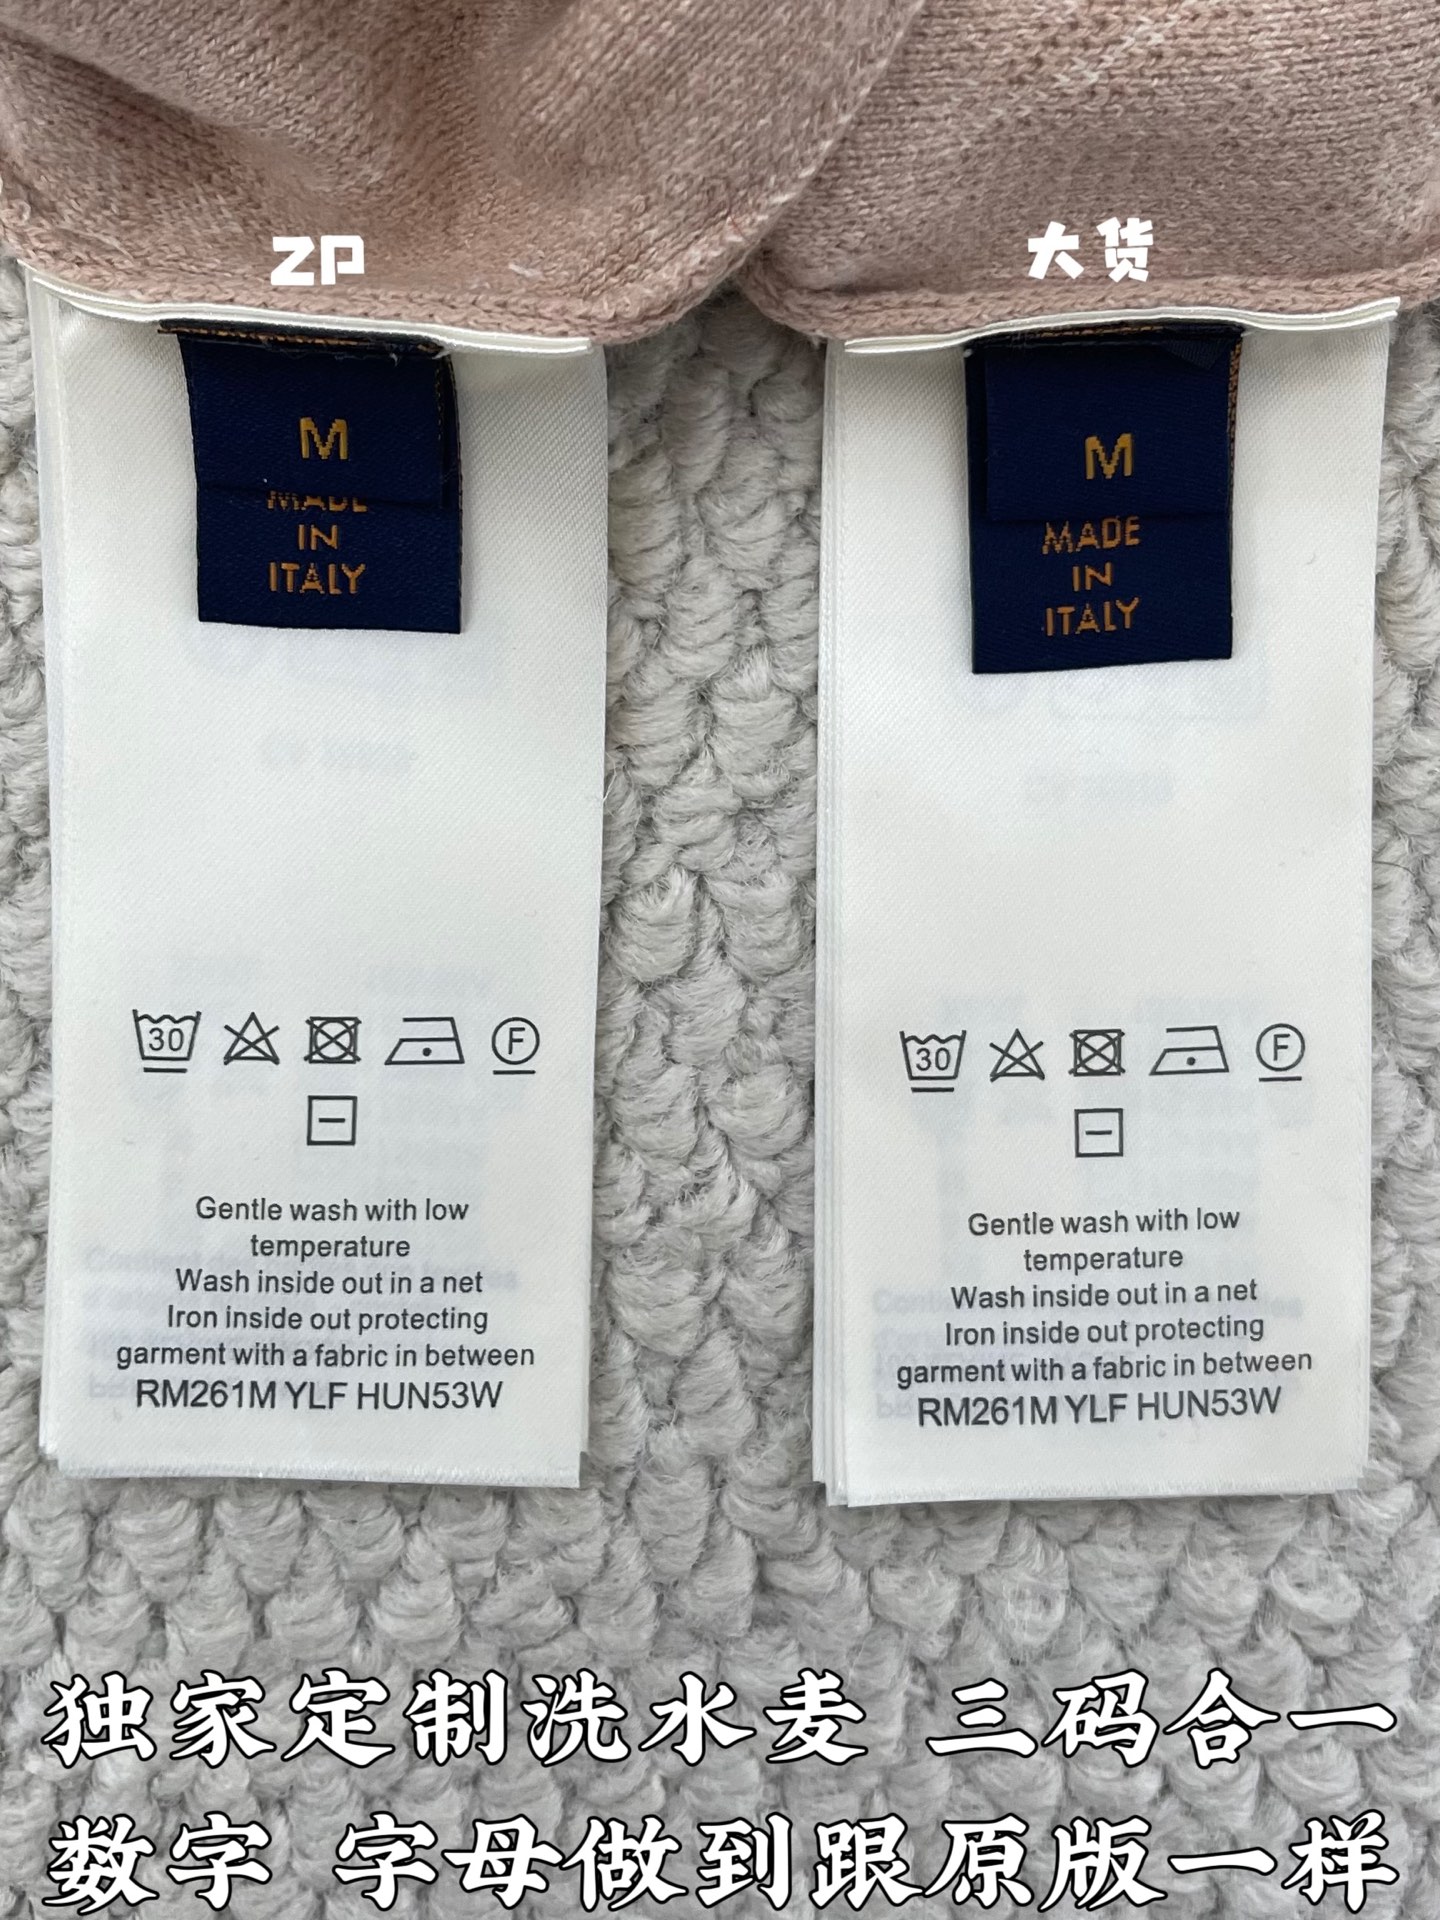 ZP
大货
M
MADE
IN
ITALY
M
MADE
IN
ITALY
30
F
Gentle wash with low
temperature
Wash inside out in a net
Iron inside out protecting
garment with a fabric in between
RM261M YLF HUN53W
30
F
Gentle wash with low
temperature
Wash inside out in a net
Iron inside out protecting
garment with a fabric in between
RM261M YLF HUN53W
独家定制洗水麦 三码合一
数字 字母做到跟原版一样